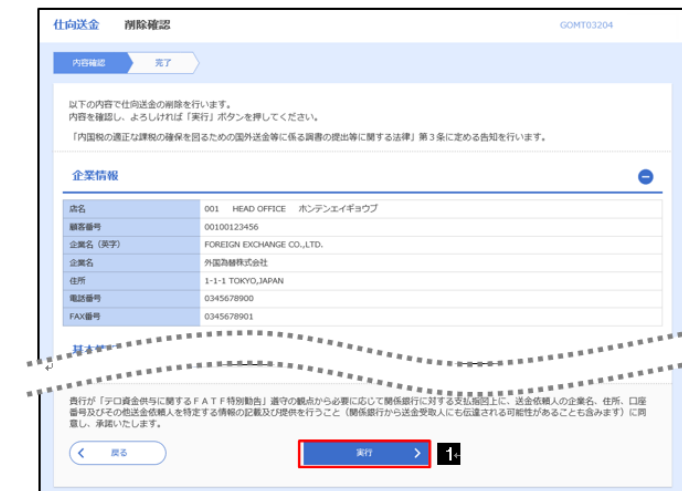 仕向送金 削除確認 GOMT03204
内容確認 完了
以下の内容で仕向送金の削除を行います。
内容を確認し、よろしければ「実行」ボタンを押してください。
「内国税の適正な課税の確保を図るための国外送金等に係る調書の提出等に関する法律」第3条に定める告知を行います。
企業情報
店名 001 HEAD OFFICE ホンテンエイギョウブ
顧客番号 00100123456
企業名（英字） FOREIGN EXCHANGE CO.,LTD.
企業名 外国為替株式会社
住所 1-1-1 TOKYO,JAPAN
電話番号 0345678900
FAX番号 0345678901
貴行が「テロ資金供与に関するＦＡＴＦ特別勧告」遵守の観点から必要に応じて関係銀行に対する支払指図上に、送金依頼人の企業名、住所、口座
番号及びその他送金依頼人を特定する情報の記載及び提供を行うこと（関係銀行から送金受取人にも伝達される可能性があることも含みます）に同
意し、承諾いたします。
戻る 実行 1